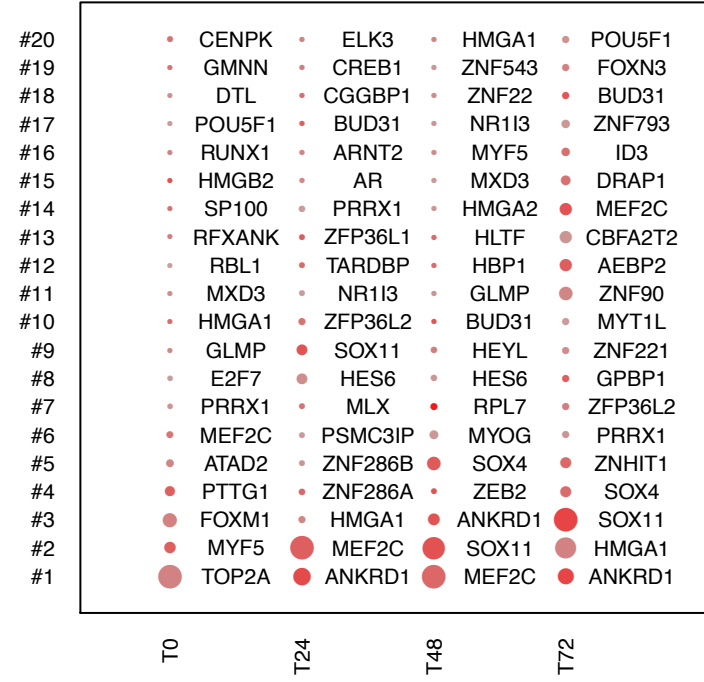 #20 CENPK ELK3 HMGA1 POU5F1
#19 GMNN CREB1 ZNF543 FOXN3
#18 DTL CGGBP1 ZNF22 BUD31
#17 POU5F1 BUD31 NR1I3 ZNF793
#16 RUNX1 ARNT2 MYF5 ID3
#15 HMGB2 AR MXD3 DRAP1
#14 SP100 PRRX1 HMGA2 MEF2C
#13 RFXANK ZFP36L1 HLTF CBFA2T2
#12 RBL1 TARDBP HBP1 AEBP2
#11 MXD3 NR1I3 GLMP ZNF90
#10 HMGA1 ZFP36L2 BUD31 MYT1L
#9 GLMP SOX11 HEYL ZNF221
#8 E2F7 HES6 HES6 GPBP1
#7 PRRX1 MLX RPL7 ZFP36L2
#6 MEF2C PSMC3IP MYOG PRRX1
#5 ATAD2 ZNF286B SOX4 ZNHIT1
#4 PTTG1 ZNF286A ZEB2 SOX4
#3 FOXM1 HMGA1 ANKRD1 SOX11
#2 MYF5 MEF2C SOX11 HMGA1
#1 TOP2A ANKRD1 MEF2C ANKRD1
T0 T24 T48 T72